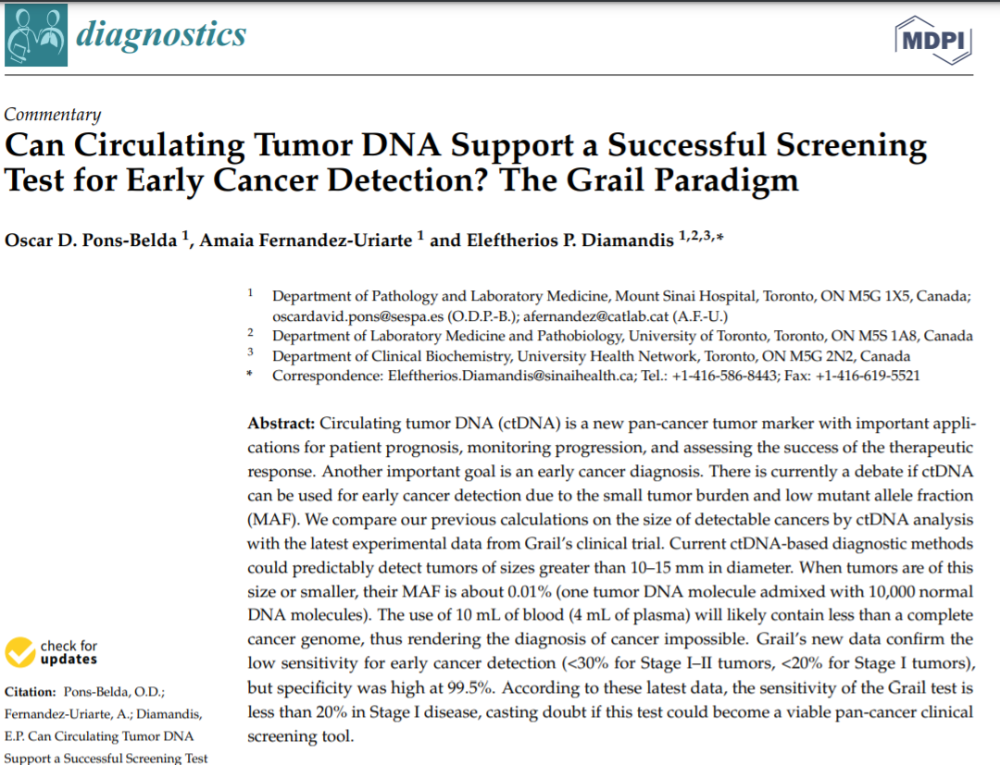 diagnostics
MDPI
Commentary
Can Circulating Tumor DNA Support a Successful Screening
Test for Early Cancer Detection? The Grail Paradigm
Oscar D. Pons-Belda 1, Amaia Fernandez-Uriarte 1 and Eleftherios P. Diamandis 1,2,3,*
1 Department of Pathology and Laboratory Medicine, Mount Sinai Hospital, Toronto, ON M5G 1X5, Canada;
oscardavid.pons@sespa.es (O.D.P.-B.); afernandez@catlab.cat (A.F.-U.)
2 Department of Laboratory Medicine and Pathobiology, University of Toronto, Toronto, ON M5S 1A8, Canada
3 Department of Clinical Biochemistry, University Health Network, Toronto, ON M5G 2N2, Canada
* Correspondence: Eleftherios.Diamandis@sinaihealth.ca; Tel.: +1-416-586-8443; Fax: +1-416-619-5521
Abstract: Circulating tumor DNA (ctDNA) is a new pan-cancer tumor marker with important appli-
cations for patient prognosis, monitoring progression, and assessing the success of the therapeutic
response. Another important goal is an early cancer diagnosis. There is currently a debate if ctDNA
can be used for early cancer detection due to the small tumor burden and low mutant allele fraction
(MAF). We compare our previous calculations on the size of detectable cancers by ctDNA analysis
with the latest experimental data from Grail's clinical trial. Current ctDNA-based diagnostic methods
could predictably detect tumors of sizes greater than 10–15 mm in diameter. When tumors are of this
size or smaller, their MAF is about 0.01% (one tumor DNA molecule admixed with 10,000 normal
DNA molecules). The use of 10 mL of blood (4 mL of plasma) will likely contain less than a complete
cancer genome, thus rendering the diagnosis of cancer impossible. Grail's new data confirm the
low sensitivity for early cancer detection (<30% for Stage I–II tumors, <20% for Stage I tumors),
but specificity was high at 99.5%. According to these latest data, the sensitivity of the Grail test is
less than 20% in Stage I disease, casting doubt if this test could become a viable pan-cancer clinical
screening tool.
check for
updates
Citation: Pons-Belda, O.D.;
Fernandez-Uriarte, A.; Diamandis,
E.P. Can Circulating Tumor DNA
Support a Successful Screening Test